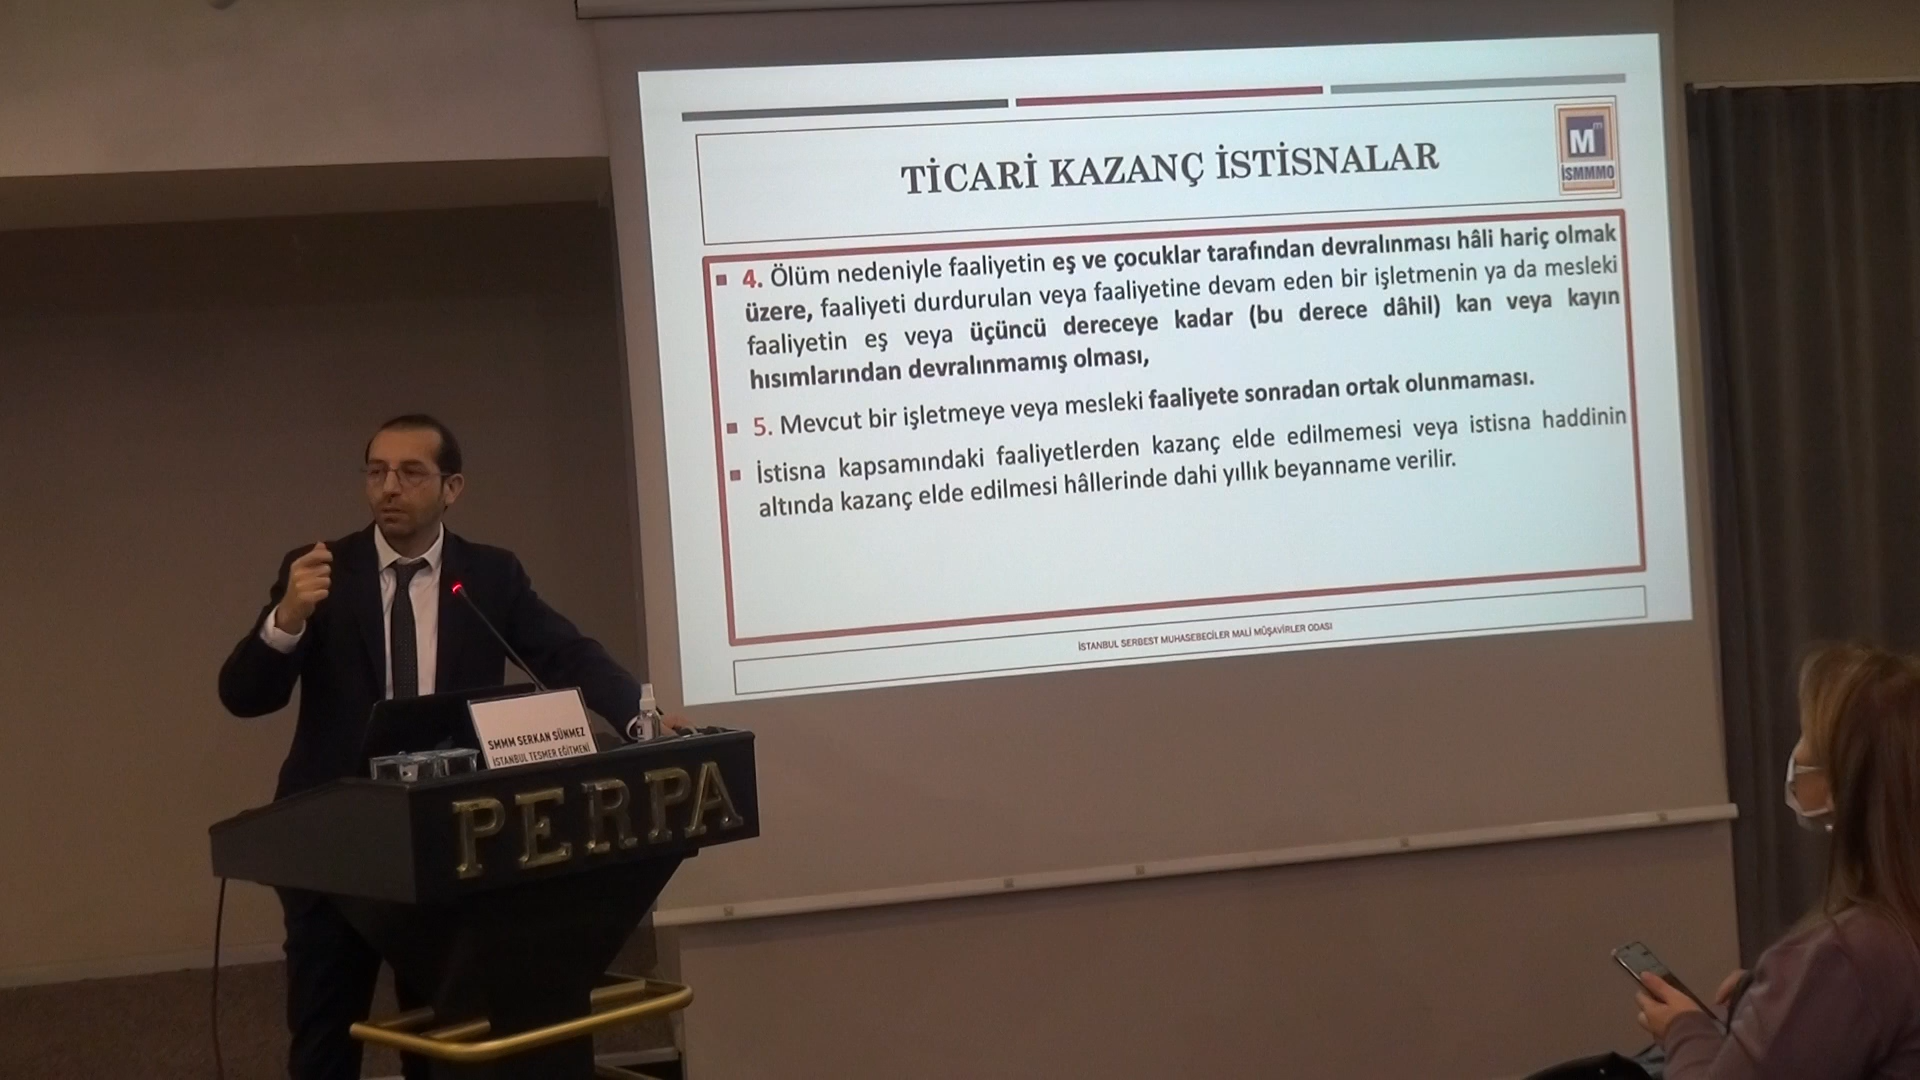 TİCARİ KAZANÇ İSTİSNALAR
Mm
İSMMMO
4. Ölüm nedeniyle faaliyetin eş ve çocuklar tarafından devralınması hâli hariç olmak
üzere, faaliyeti durdurulan veya faaliyetine devam eden bir işletmenin ya da mesleki
faaliyetin eş veya üçüncü dereceye kadar (bu derece dâhil) kan veya kayın
hısımlarından devralınmamış olması,
5. Mevcut bir işletmeye veya mesleki faaliyete sonradan ortak olunmaması.
İstisna kapsamındaki faaliyetlerden kazanç elde edilmemesi veya istisna haddinin
altında kazanç elde edilmesi hâllerinde dahi yıllık beyanname verilir.
İSTANBUL SERBEST MUHASEBECİLER MALİ MÜŞAVİRLER ODASI
SMMM SERKAN SÜNMEZ
İSTANBUL TESMER EĞİTMENİ
PERPA